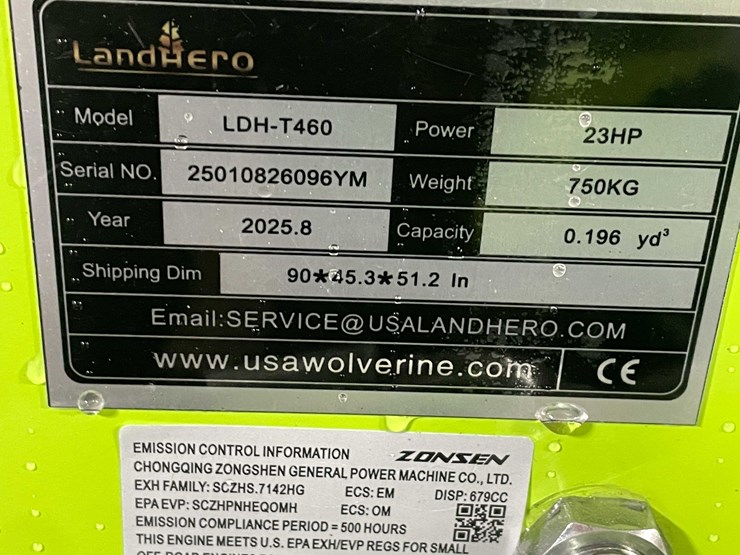 LandHero
Model LDH-T460 Power 23HP
Serial NO. 25010826096YM Weight 750KG
Year 2025.8 Capacity 0.196 yd³
Shipping Dim 90*45.3*51.2 In
Email:SERVICE@USALANDHERO.COM
www.usawolverine.com CE
EMISSION CONTROL INFORMATION ZONSEN
CHONGQING ZONGSHEN GENERAL POWER MACHINE CO., LTD.
EXH FAMILY: SCZHS.7142HG ECS: EM DISP: 679CC
EPA EVP: SCZHPNHEQOMH ECS: OM
EMISSION COMPLIANCE PERIOD = 500 HOURS
THIS ENGINE MEETS U.S. EPA EXH/EVP REGS FOR SMALL